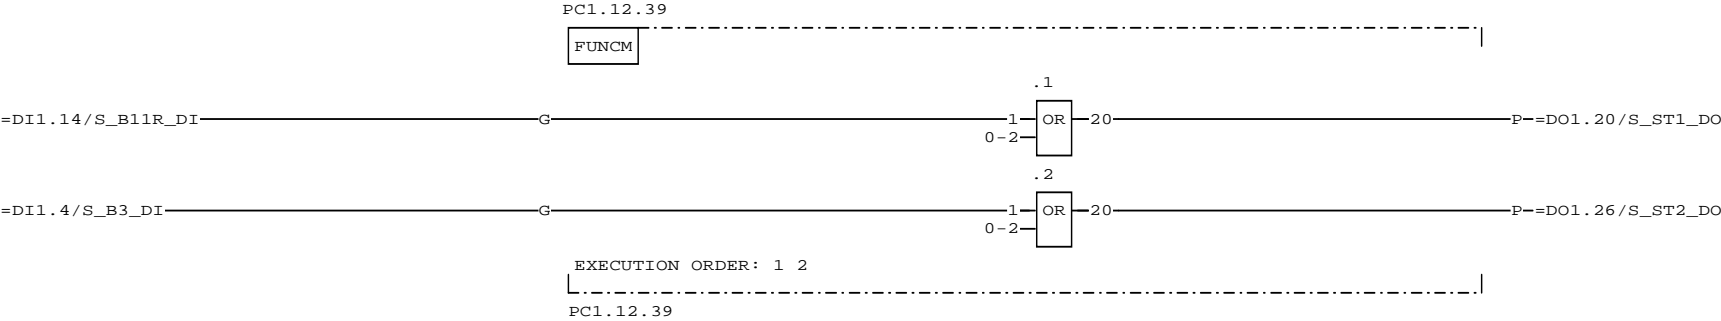 PC1.12.39
FUNCM
.1
=DI1.14/S_B11R_DI G 1 OR 20 P =DO1.20/S_ST1_DO
0-2
.2
=DI1.4/S_B3_DI G 1 OR 20 P =DO1.26/S_ST2_DO
0-2
EXECUTION ORDER: 1 2
PC1.12.39